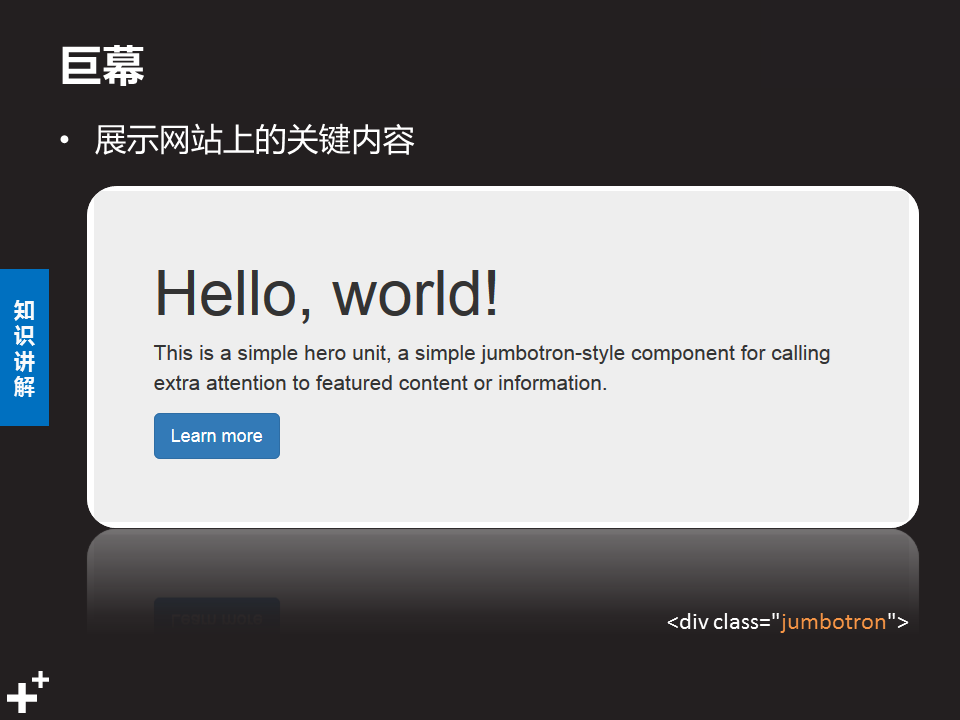 巨幕
• 展示网站上的关键内容
Hello, world!
This is a simple hero unit, a simple jumbotron-style component for calling
extra attention to featured content or information.
Learn more
知识讲解
<div class="jumbotron">